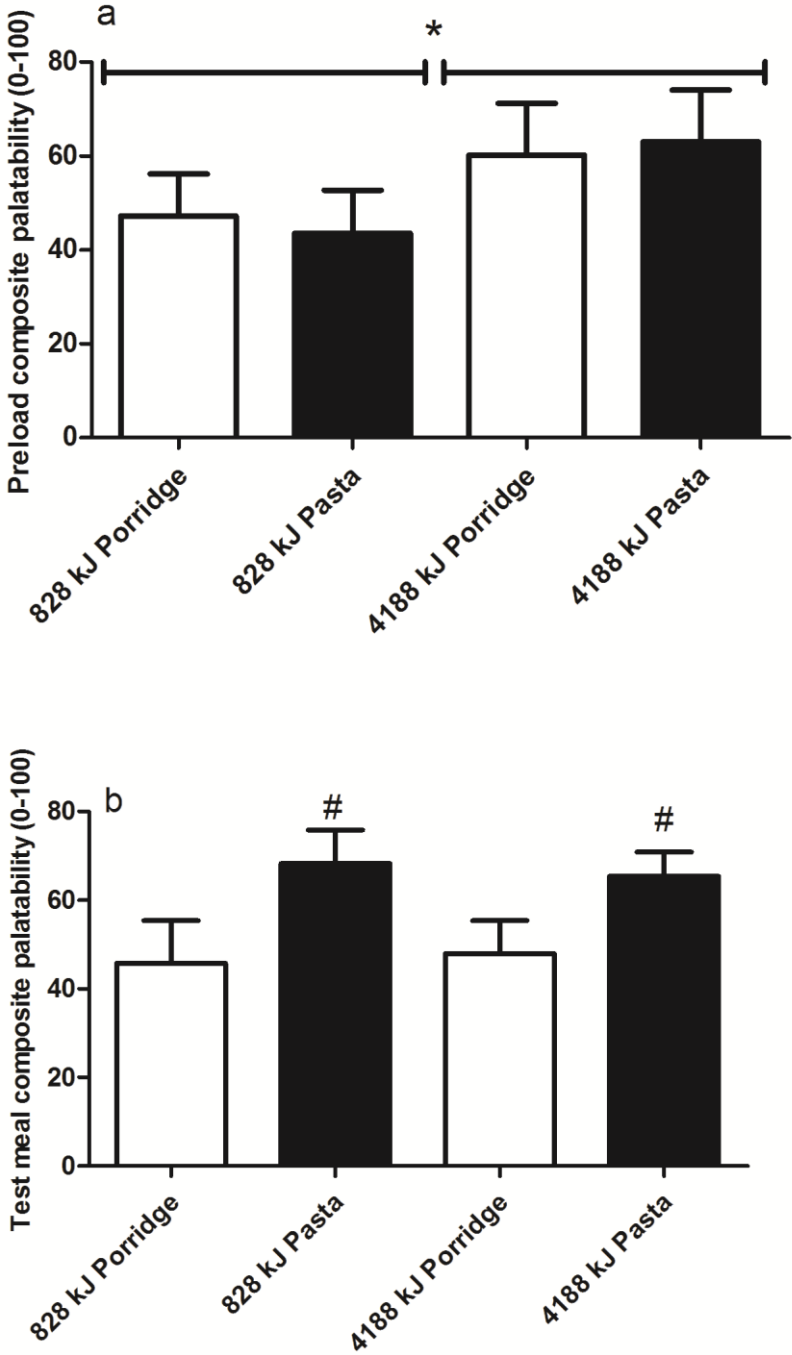 a
*
Preload composite palatability (0-100)
80
60
40
20
0
828 kJ Porridge
828 kJ Pasta
4188 kJ Porridge
4188 kJ Pasta
b
#
#
Test meal composite palatability (0-100)
80
60
40
20
0
828 kJ Porridge
828 kJ Pasta
4188 kJ Porridge
4188 kJ Pasta